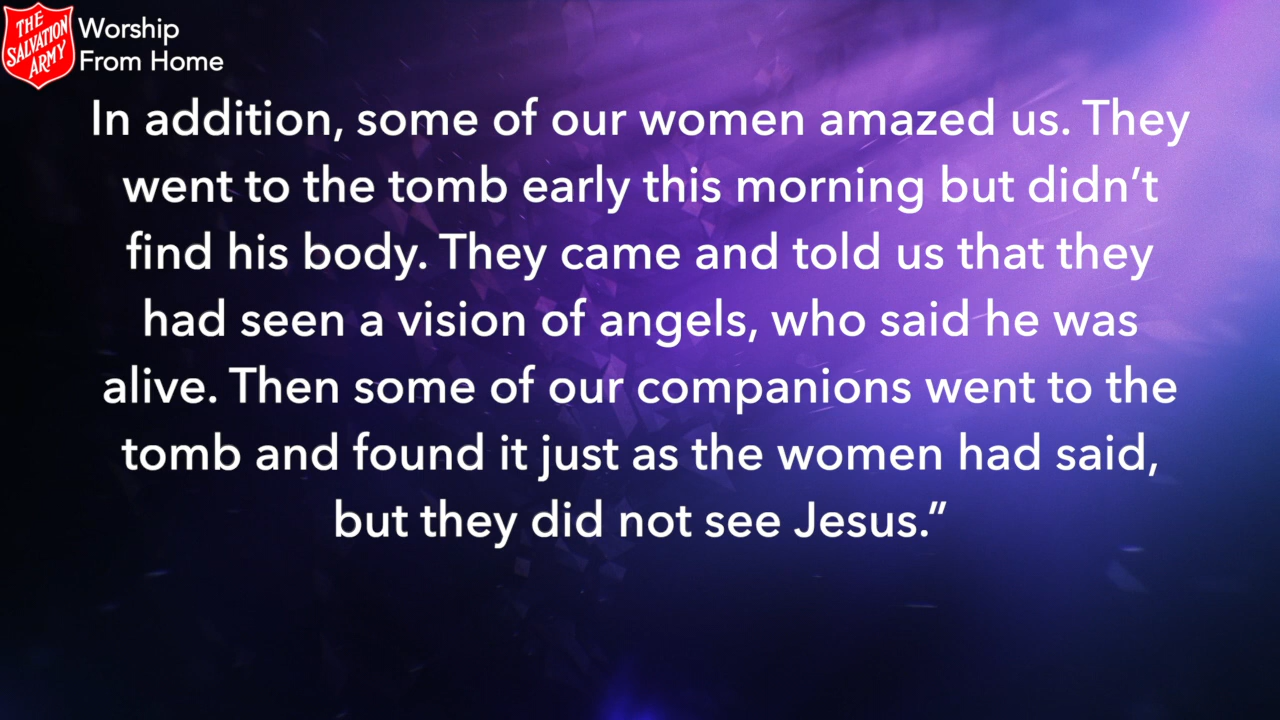 THE
SALVATION
ARMY
Worship
From Home
In addition, some of our women amazed us. They
went to the tomb early this morning but didn’t
find his body. They came and told us that they
had seen a vision of angels, who said he was
alive. Then some of our companions went to the
tomb and found it just as the women had said,
but they did not see Jesus.”